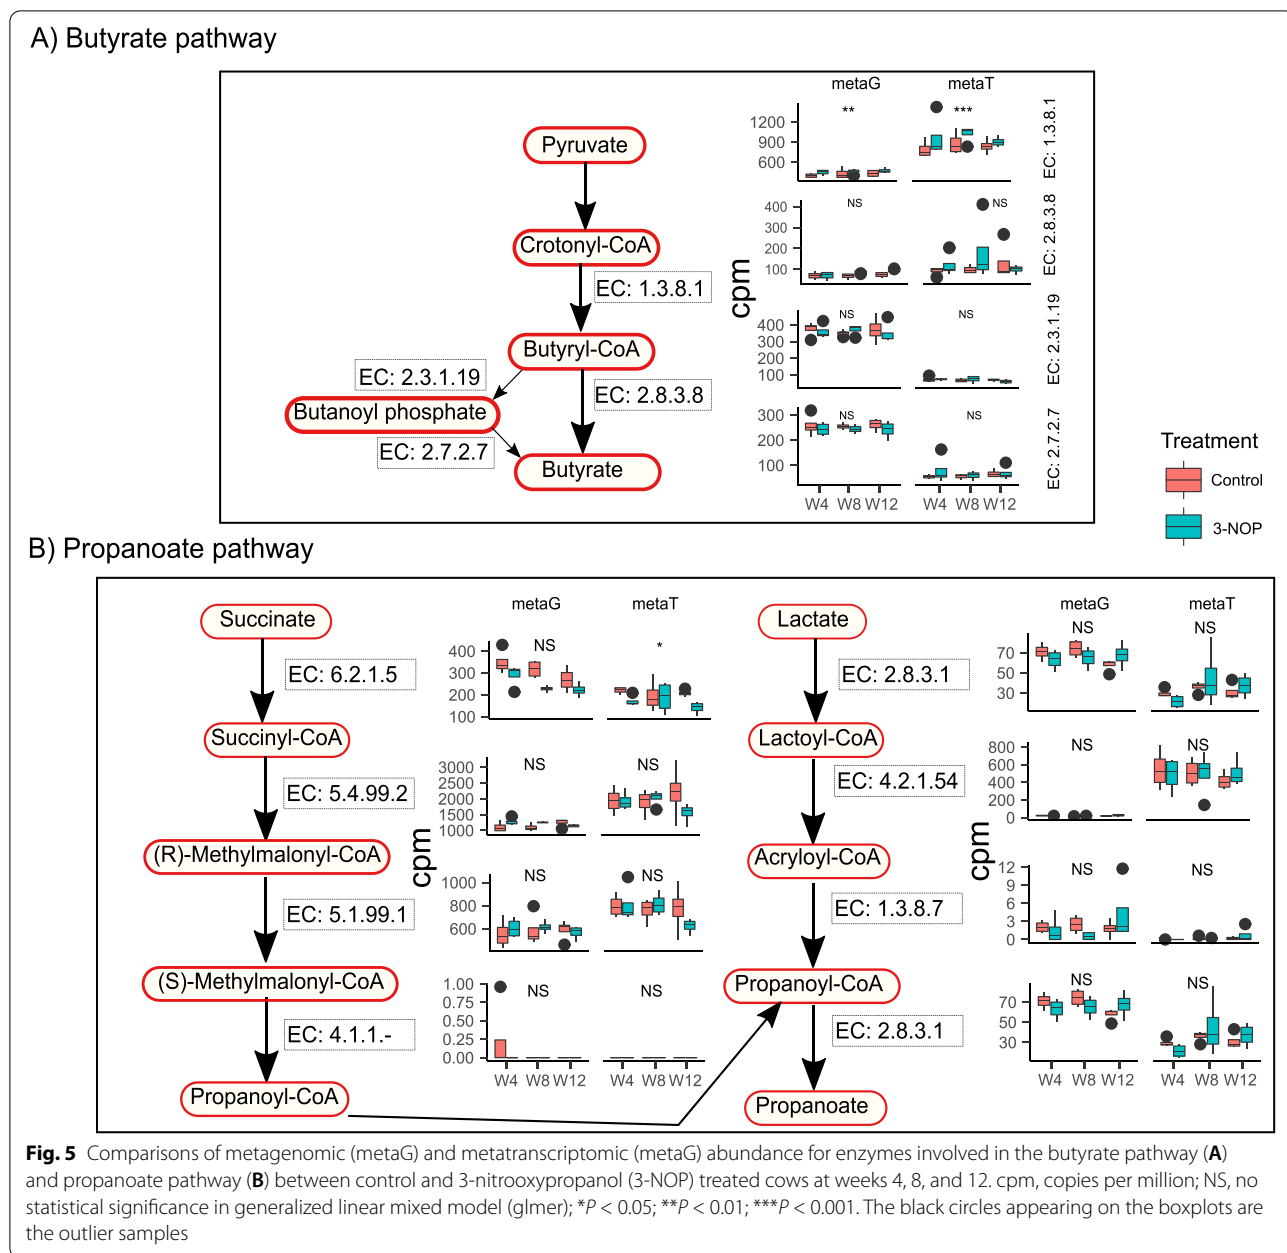 A) Butyrate pathway
metaG metaT
Pyruvate
Crotonyl-CoA
EC: 1.3.8.1
Butyryl-CoA
EC: 2.3.1.19
EC: 2.8.3.8
Butanoyl phosphate
EC: 2.7.2.7
Butyrate
cpm
** ***
1200
900
600
EC: 1.3.8.1
NS NS
400
300
200
100
EC: 2.8.3.8
NS NS
400
300
100
EC: 2.3.1.19
NS NS
300
200
100
EC: 2.7.2.7
W4 W8 W12 W4 W8 W12
Treatment
Control
3-NOP
B) Propanoate pathway
Succinate
EC: 6.2.1.5
Succinyl-CoA
EC: 5.4.99.2
(R)-Methylmalonyl-CoA
EC: 5.1.99.1
(S)-Methylmalonyl-CoA
EC: 4.1.1.-
Propanoyl-CoA
metaG metaT
cpm
NS *
400
300
200
100
NS NS
3000
2500
2000
1500
1000
NS NS
1000
800
600
NS NS
1.00
0.75
0.50
0.25
0.00
W4 W8 W12 W4 W8 W12
Lactate
EC: 2.8.3.1
Lactoyl-CoA
EC: 4.2.1.54
Acryloyl-CoA
EC: 1.3.8.7
Propanoyl-CoA
EC: 2.8.3.1
Propanoate
metaG metaT
cpm
NS NS
70
50
30
NS NS
800
600
400
200
0
NS NS
12
9
6
3
0
NS NS
70
50
30
W4 W8 W12 W4 W8 W12
Fig. 5 Comparisons of metagenomic (metaG) and metatranscriptomic (metaG) abundance for enzymes involved in the butyrate pathway (A)
and propanoate pathway (B) between control and 3-nitrooxypropanol (3-NOP) treated cows at weeks 4, 8, and 12. cpm, copies per million; NS, no
statistical significance in generalized linear mixed model (glmer); *P < 0.05; **P < 0.01; ***P < 0.001. The black circles appearing on the boxplots are
the outlier samples